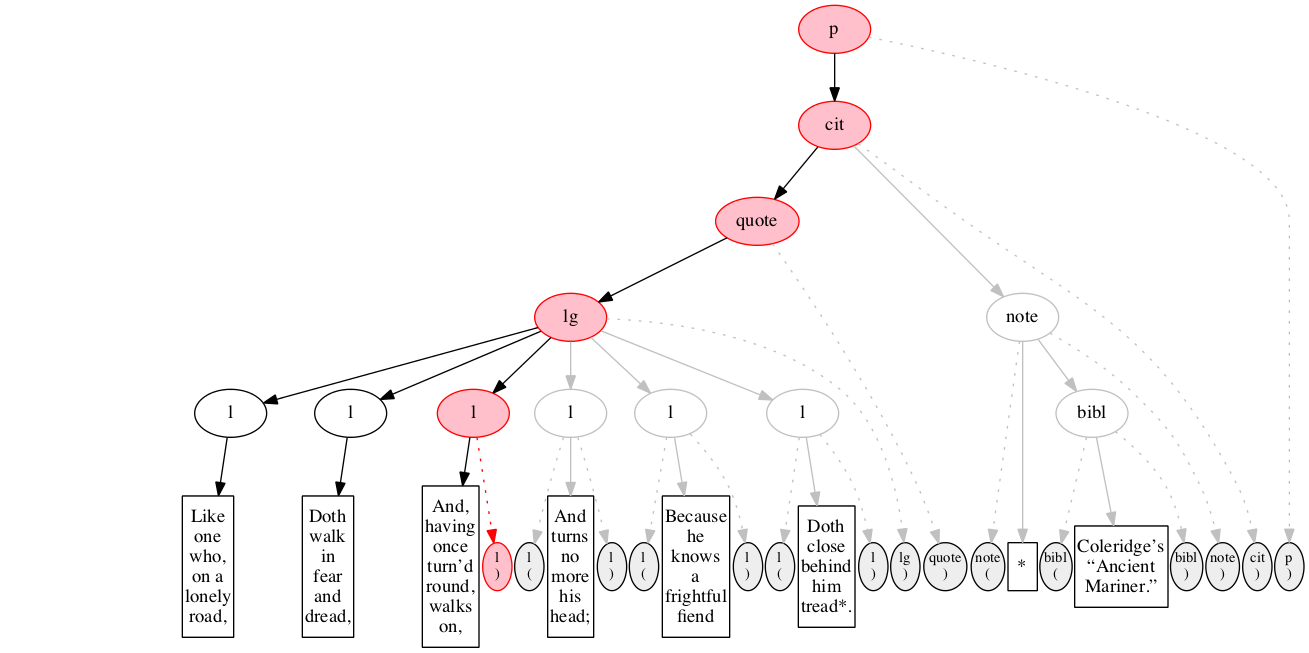 p
cit
quote
lg
note
l
l
l
l
l
l
bibl
Like
one
who,
on a
lonely
road,
Doth
walk
in
fear
and
dread,
And,
having
once
turn’d
round,
walks
on,
l
)
l
(
And
turns
no
more
his
head;
l
)
l
(
Because
he
knows
a
frightful
fiend
l
)
l
(
Doth
close
behind
him
tread*.
l
)
lg
)
quote
)
note
(
*
bibl
(
Coleridge’s
“Ancient
Mariner.”
bibl
)
note
)
cit
)
p
)